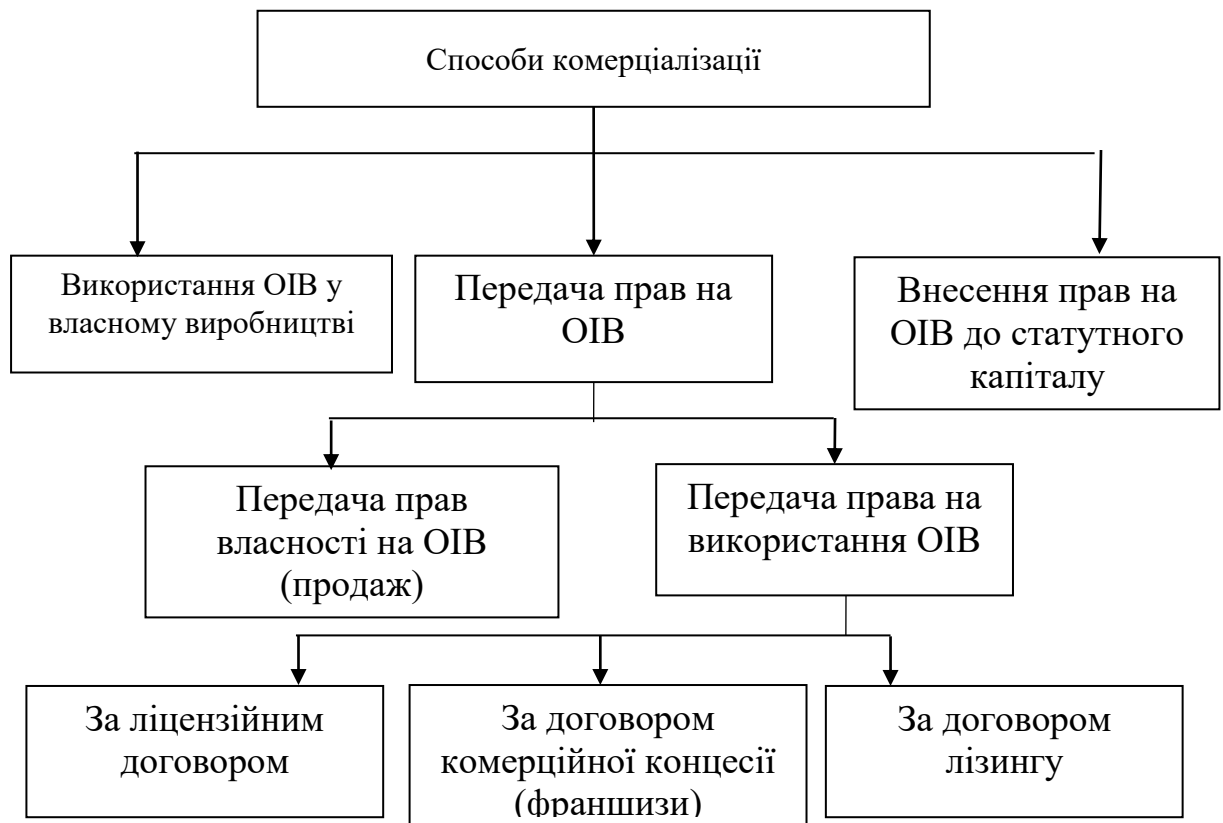 Способи комерціалізації
Використання ОІВ у
власному виробництві
Передача прав на
ОІВ
Внесення прав на
ОІВ до статутного
капіталу
Передача прав
власності на ОІВ
(продаж)
Передача права на
використання ОІВ
За ліцензійним
договором
За договором
комерційної концесії
(франшизи)
За договором
лізингу